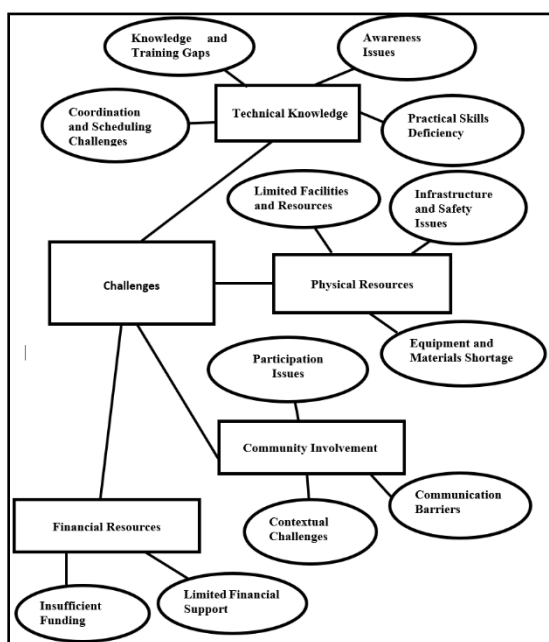 Knowledge and
Training Gaps
Awareness
Issues
Technical Knowledge
Coordination
and Scheduling
Challenges
Practical Skills
Deficiency
Limited Facilities
and Resources
Infrastructure
and Safety
Issues
Challenges
Physical Resources
Equipment and
Materials Shortage
Participation
Issues
Community Involvement
Communication
Barriers
Contextual
Challenges
Financial Resources
Insufficient
Funding
Limited Financial
Support